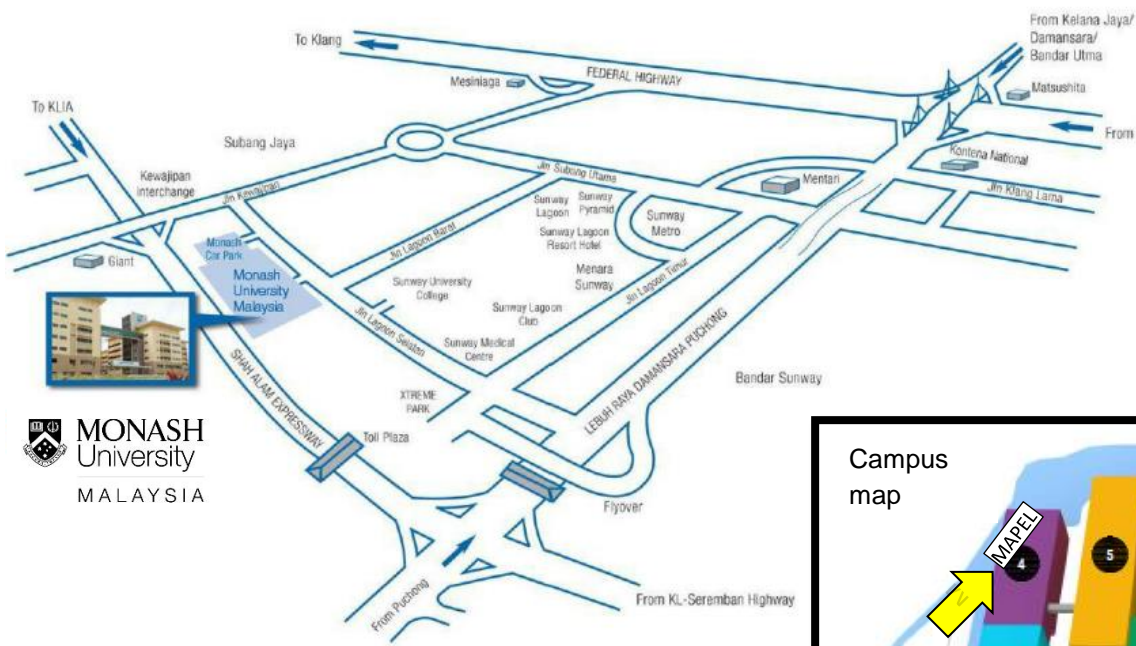 From Kelana Jaya/
Damansara/
Bandar Utma
To Klang
FEDERAL HIGHWAY
Mesiniaga
Matsushita
To KLIA
From
Subang Jaya
Kontena National
Kewajipan
Interchange
Jln Subang Utama
Mentari
Jln Klang Lama
Jln Kewajipan
Sunway
Lagoon
Sunway
Pyramid
Sunway
Metro
Sunway Lagoon
Resort Hotel
Jln Lagoon Barat
Monash
Car Park
Giant
Monash
University
Malaysia
Menara
Sunway
Jln Lagoon Timur
Sunway University
College
Sunway Lagoon
Club
Jln Lagoon Selatan
Sunway Medical
Centre
LEBUH RAYA DAMANSARA PUCHONG
Bandar Sunway
SHAH ALAM EXPRESSWAY
XTREME
PARK
Toll Plaza
MONASH
University
MALAYSIA
Flyover
From Puchong
From KL-Seremban Highway
Campus
map
MAPEL
4
5